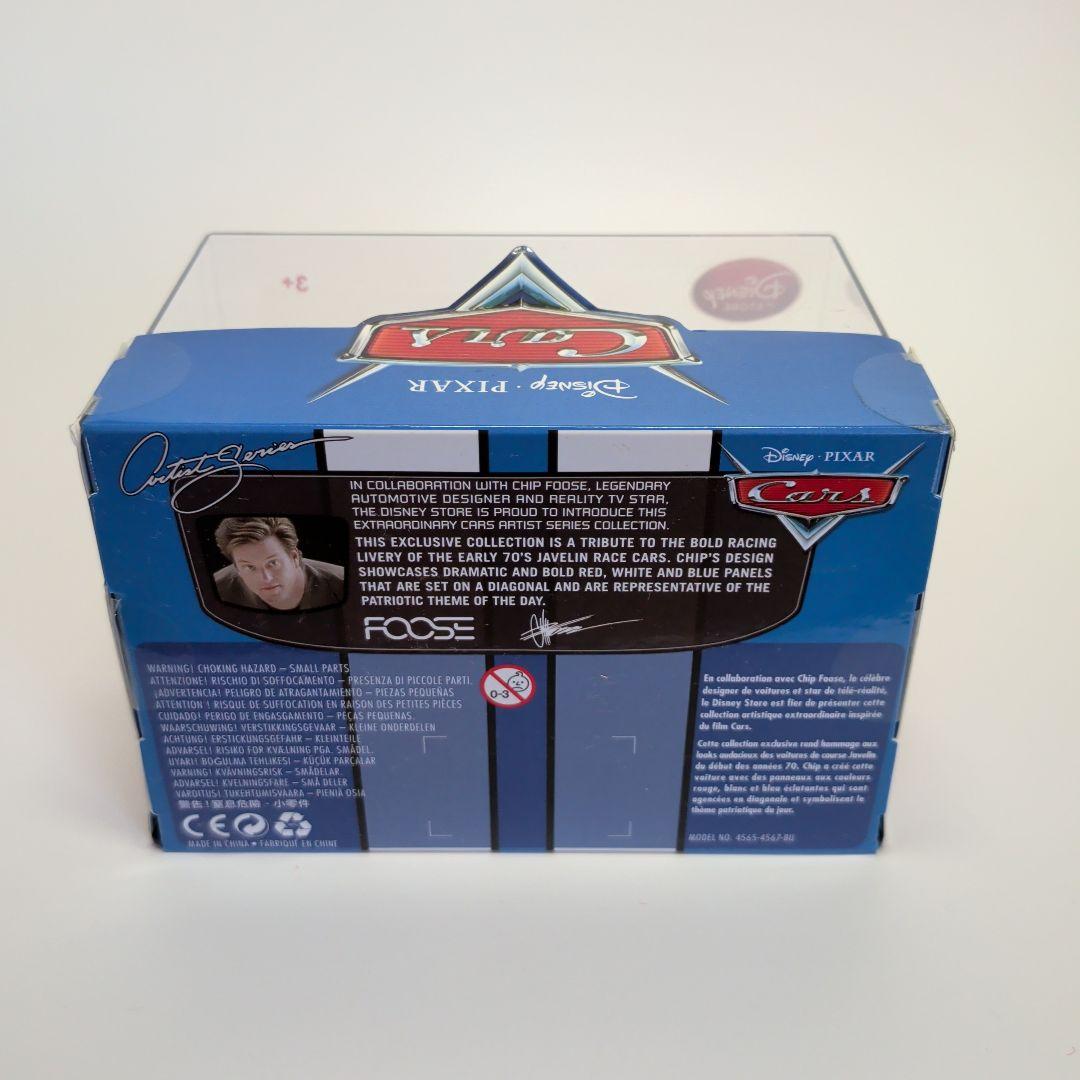 3+
Disney
Cars
Disney · PIXAR
Artist Series
Disney · PIXAR
Cars
IN COLLABORATION WITH CHIP FOOSE, LEGENDARY
AUTOMOTIVE DESIGNER AND REALITY TV STAR,
THE DISNEY STORE IS PROUD TO INTRODUCE THIS
EXTRAORDINARY CARS ARTIST SERIES COLLECTION.
THIS EXCLUSIVE COLLECTION IS A TRIBUTE TO THE BOLD RACING
LIVERY OF THE EARLY 70'S JAVELIN RACE CARS. CHIP'S DESIGN
SHOWCASES DRAMATIC AND BOLD RED, WHITE AND BLUE PANELS
THAT ARE SET ON A DIAGONAL AND ARE REPRESENTATIVE OF THE
PATRIOTIC THEME OF THE DAY.
FOOSE
WARNING! CHOKING HAZARD – SMALL PARTS
ATTENZIONE! RISCHIO DI SOFFOCAMENTO – PRESENZA DI PICCOLE PARTI.
¡ADVERTENCIA! PELIGRO DE ATRAGANTAMIENTO – PIEZAS PEQUEÑAS
ATTENTION ! RISQUE DE SUFFOCATION EN RAISON DES PETITES PIÈCES
CUIDADO! PERIGO DE ENGASGAMENTO – PEÇAS PEQUENAS.
WAARSCHUWING! VERSTIKKINGSGEVAAR – KLEINE ONDERDELEN
ACHTUNG! ERSTICKUNGSGEFAHR – KLEINTEILE
ADVARSEL! RISIKO FOR KVÆLNING PGA. SMÅDEL.
UYARI! BOĞULMA TEHLIKESI – KÜÇÜK PARÇALAR
VARNING! KVÄVNINGSRISK – SMÅDELAR.
ADVARSEL! KVELNINGSFARE – SMÅ DELER
VAROITUS! TUKEHTUMISVAARA – PIENIÄ OSIA
警告!窒息危險·小零件
CE
MADE IN CHINA • FABRIQUÉ EN CHINE
0-3
En collaboration avec Chip Foose, le célèbre
designer de voitures et star de télé-réalité,
le Disney Store est fier de présenter cette
collection artistique extraordinaire inspirée
du film Cars.
Cette collection exclusive rend hommage aux
looks audacieux des voitures de course Javelin
du début des années 70. Chip a créé cette
voiture avec des panneaux aux couleurs
rouge, blanc et bleu éclatantes qui sont
agencées en diagonale et symbolisent le
thème patriotique du jour.
MODEL NO. 4565-4567-BU